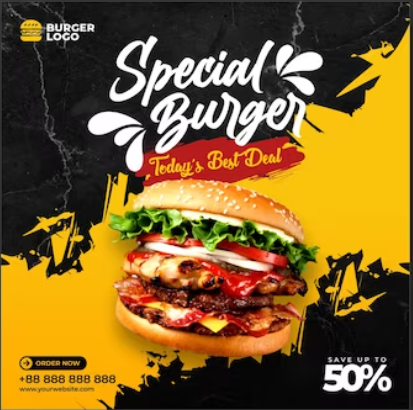 BURGER
LOGO
Special
Burger
Today's Best Deal
ORDER NOW
+88 888 888 888
www.yourwebsite.com
SAVE UP TO
50%